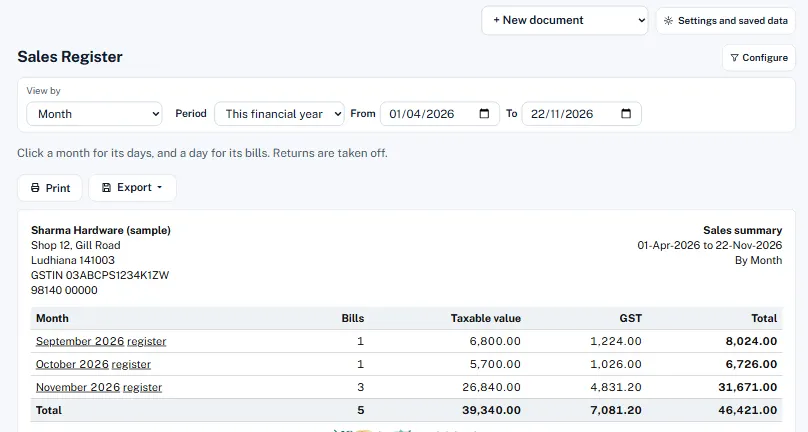 + New document
Settings and saved data
Sales Register
Configure
View by
Month Period This financial year From 01/04/2026 To 22/11/2026
Click a month for its days, and a day for its bills. Returns are taken off.
Print Export
Sharma Hardware (sample) Sales summary
Shop 12, Gill Road 01-Apr-2026 to 22-Nov-2026
Ludhiana 141003 By Month
GSTIN 03ABCPS1234K1ZW
98140 00000
Month Bills Taxable value GST Total
September 2026 register 1 6,800.00 1,224.00 8,024.00
October 2026 register 1 5,700.00 1,026.00 6,726.00
November 2026 register 3 26,840.00 4,831.20 31,671.00
Total 5 39,340.00 7,081.20 46,421.00